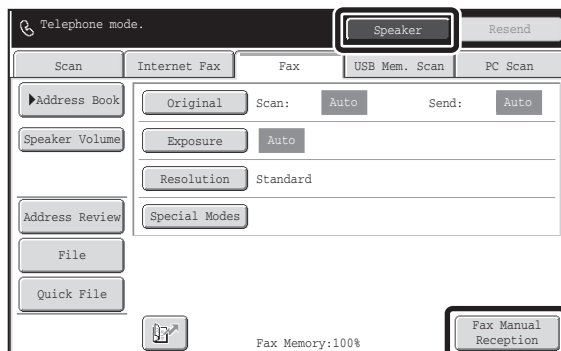 Telephone mode.
Speaker
Resend
Scan
Internet Fax
Fax
USB Mem. Scan
PC Scan
Address Book
Original
Scan:
Auto
Send:
Auto
Speaker Volume
Exposure
Auto
Resolution
Standard
Address Review
Special Modes
File
Quick File
Fax Memory:100%
Fax Manual
Reception